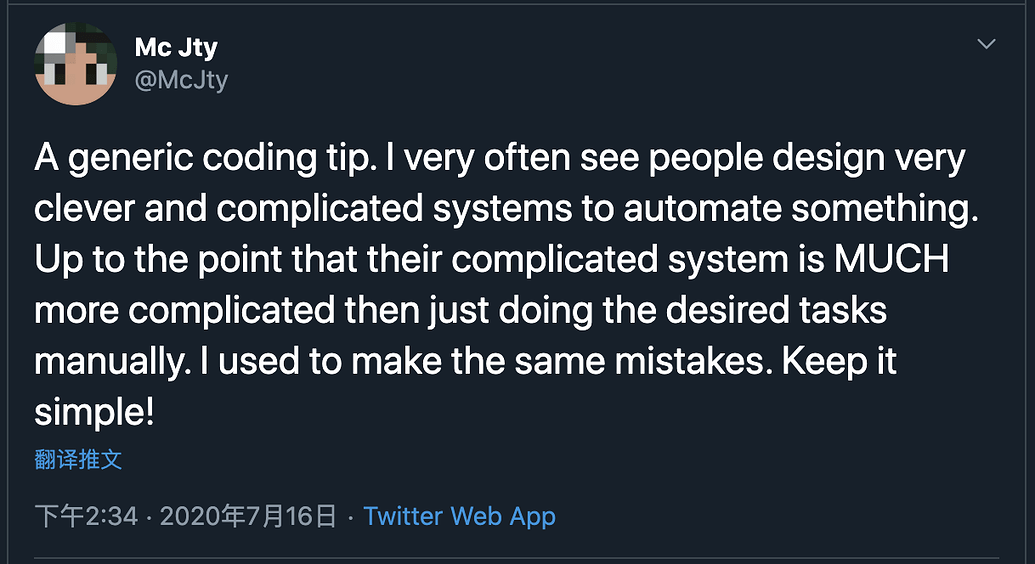 Mc Jty
@McJty
A generic coding tip. I very often see people design very
clever and complicated systems to automate something.
Up to the point that their complicated system is MUCH
more complicated then just doing the desired tasks
manually. I used to make the same mistakes. Keep it
simple!
翻译推文
下午2:34 · 2020年7月16日 · Twitter Web App